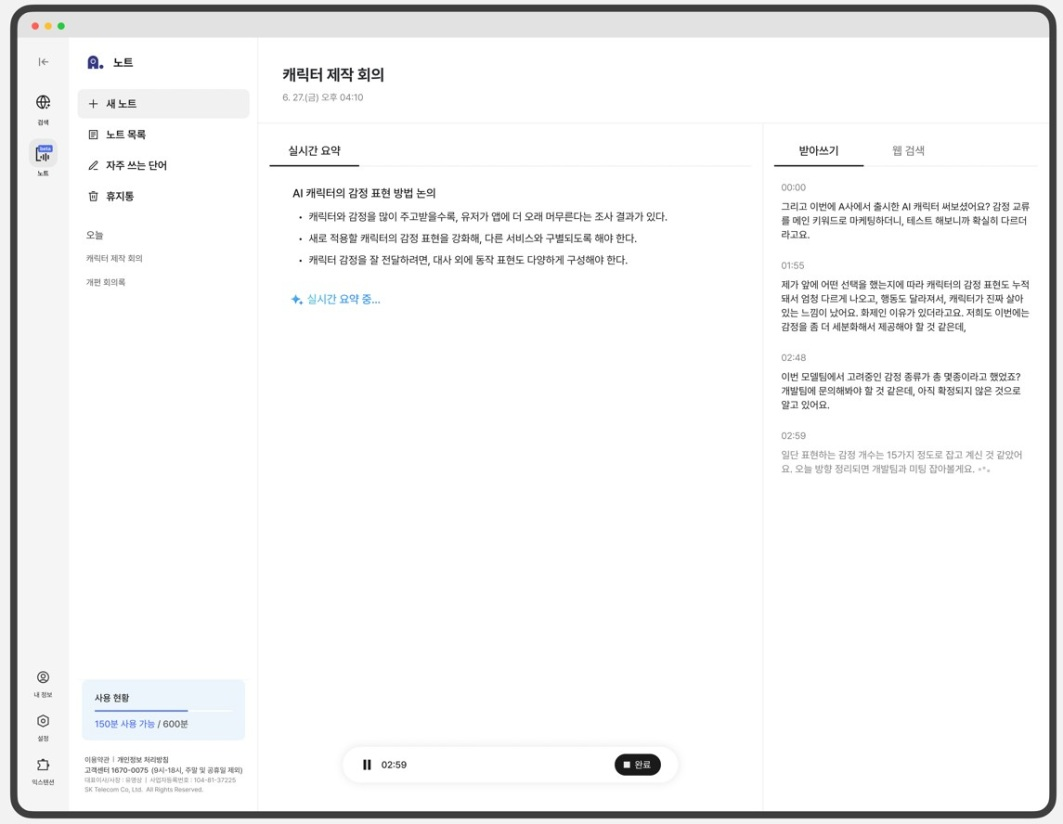 노트
캐릭터 제작 회의
6. 27.(금) 오후 04:10
검색
beta
노트
+ 새 노트
노트 목록
자주 쓰는 단어
휴지통
오늘
캐릭터 제작 회의
개편 회의록
실시간 요약
AI 캐릭터의 감정 표현 방법 논의
• 캐릭터와 감정을 많이 주고받을수록, 유저가 앱에 더 오래 머무른다는 조사 결과가 있다.
• 새로 적용할 캐릭터의 감정 표현을 강화해, 다른 서비스와 구별되도록 해야 한다.
• 캐릭터 감정을 잘 전달하려면, 대사 외에 동작 표현도 다양하게 구성해야 한다.
실시간 요약 중...
받아쓰기
웹 검색
00:00
그리고 이번에 A사에서 출시한 AI 캐릭터 써보셨어요? 감정 교류
를 메인 키워드로 마케팅하더니, 테스트 해보니까 확실히 다르더
라고요.
01:55
제가 앞에 어떤 선택을 했는지에 따라 캐릭터의 감정 표현도 누적
돼서 엄청 다르게 나오고, 행동도 달라져서, 캐릭터가 진짜 살아
있는 느낌이 났어요. 화제인 이유가 있더라고요. 저희도 이번에는
감정을 좀 더 세분화해서 제공해야 할 것 같은데,
02:48
이번 모델팀에서 고려중인 감정 종류가 총 몇종이라고 했었죠?
개발팀에 문의해봐야 할 것 같은데, 아직 확정되지 않은 것으로
알고 있어요.
02:59
일단 표현하는 감정 개수는 15가지 정도로 잡고 계신 것 같았어
요. 오늘 방향 정리되면 개발팀과 미팅 잡아볼게요.
내 정보
설정
익스텐션
사용 현황
150분 사용 가능 / 600분
이용약관 | 개인정보 처리방침
고객센터 1670-0075 (9시-18시, 주말 및 공휴일 제외)
대표이사/사장 : 유영상 | 사업자등록번호 : 104-81-37225
SK Telecom Co., Ltd. All Rights Reserved.
02:59
완료